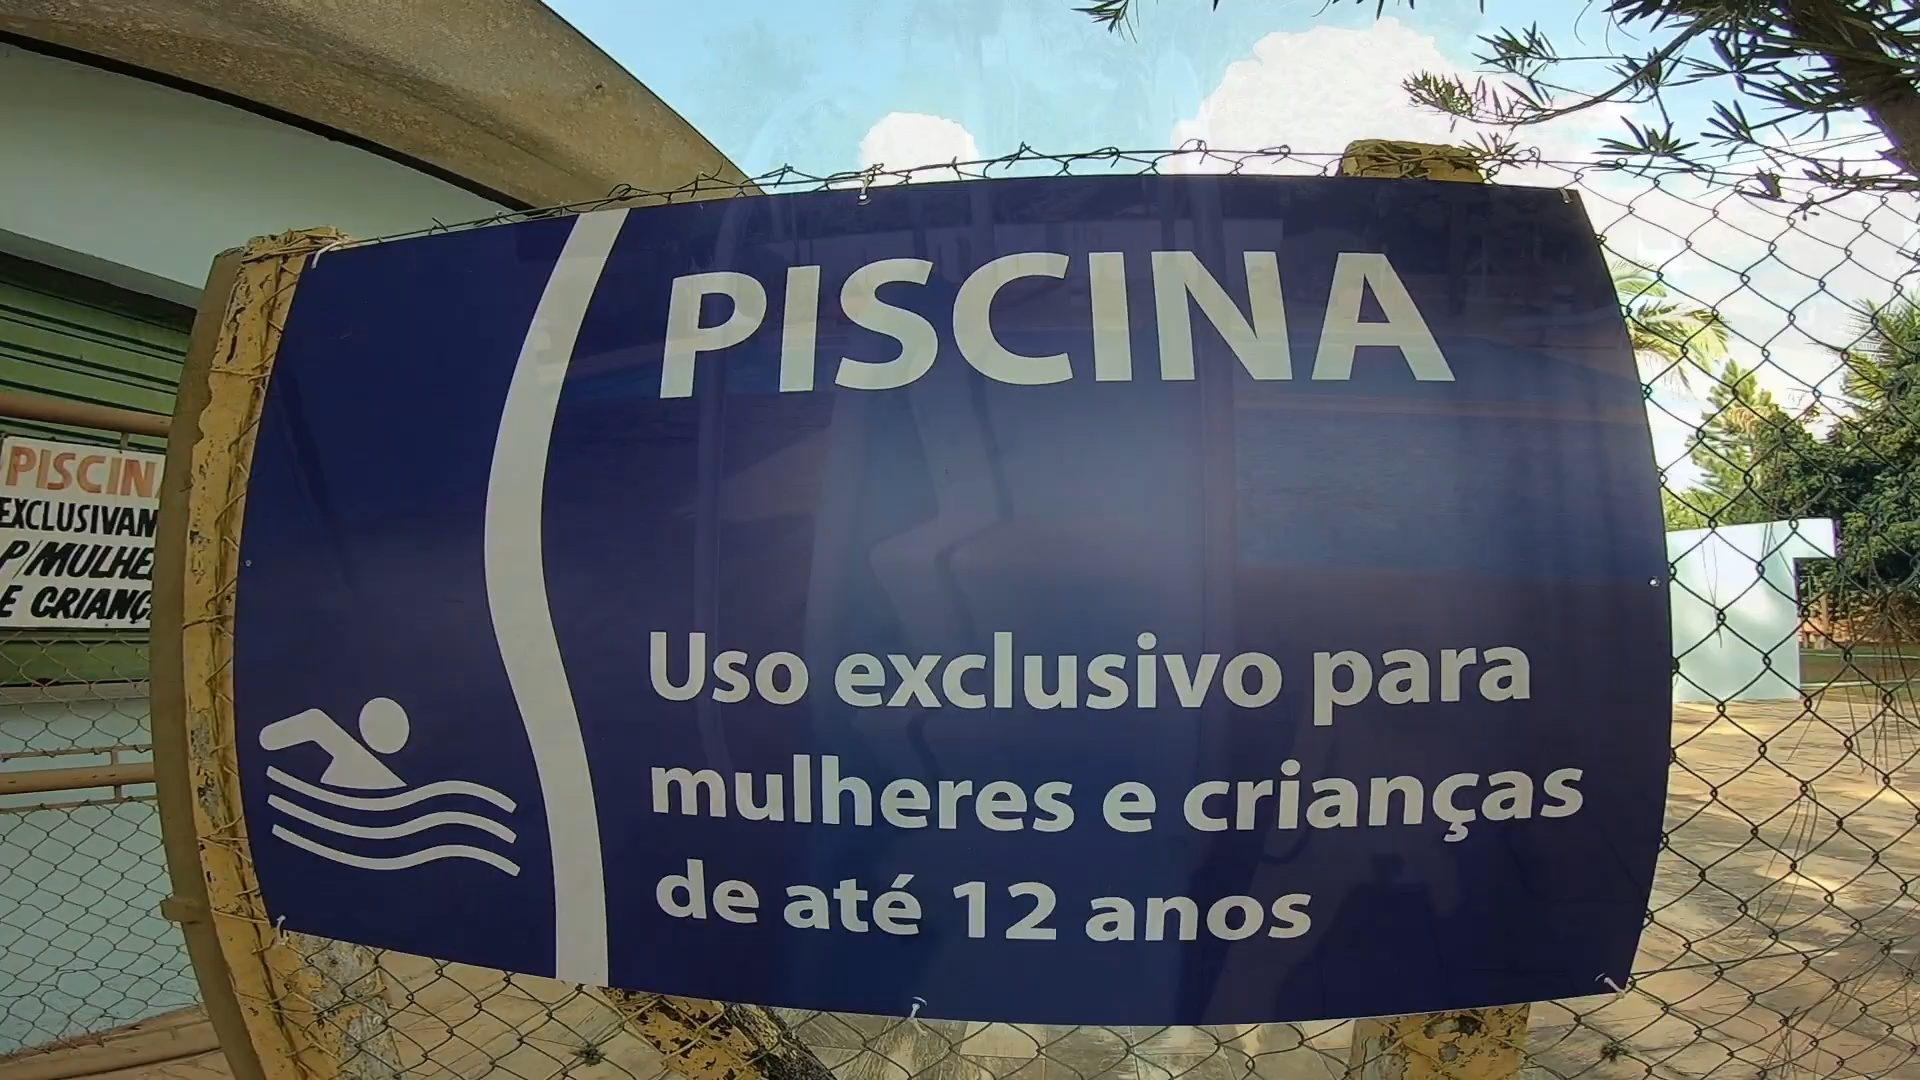 PISCINA
Uso exclusivo para
mulheres e crianças
de até 12 anos
PISCIN
EXCLUSIVAM
P/MULHE
E CRIANÇ